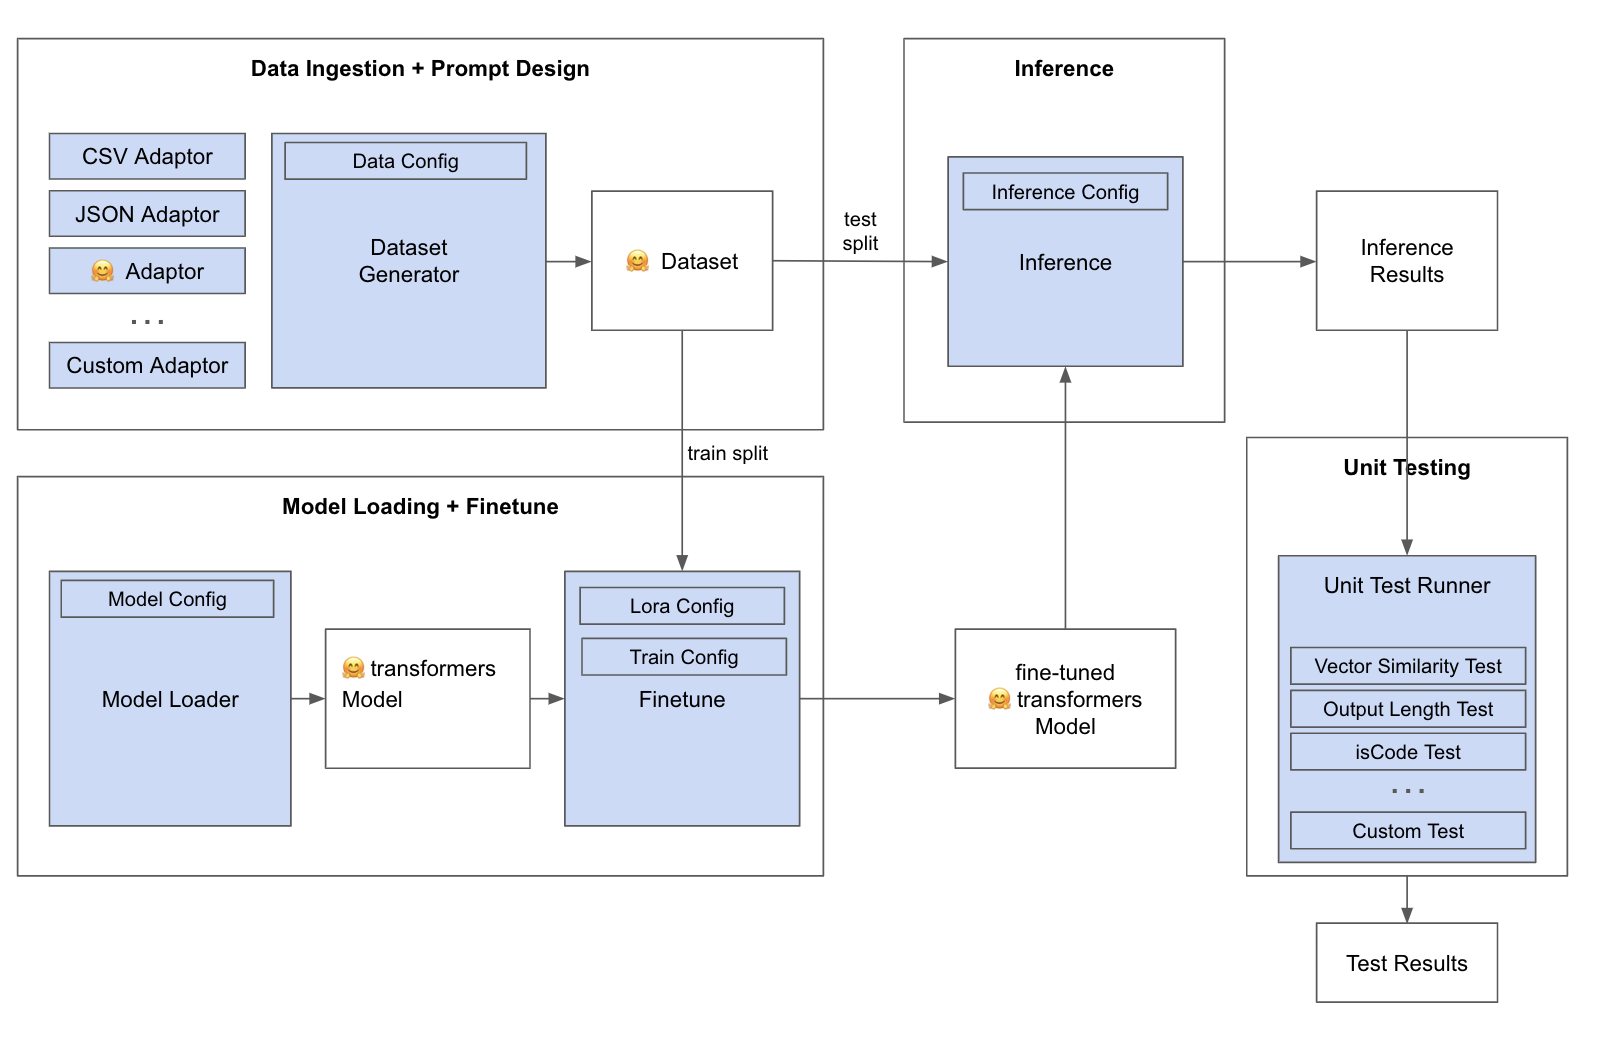 Data Ingestion + Prompt Design
CSV Adaptor
JSON Adaptor
🤗 Adaptor
...
Custom Adaptor
Data Config
Dataset
Generator
🤗 Dataset
test
split
train split
Inference
Inference Config
Inference
Inference
Results
Model Loading + Finetune
Model Config
Model Loader
🤗 transformers
Model
Lora Config
Train Config
Finetune
fine-tuned
🤗 transformers
Model
Unit Testing
Unit Test Runner
Vector Similarity Test
Output Length Test
isCode Test
...
Custom Test
Test Results